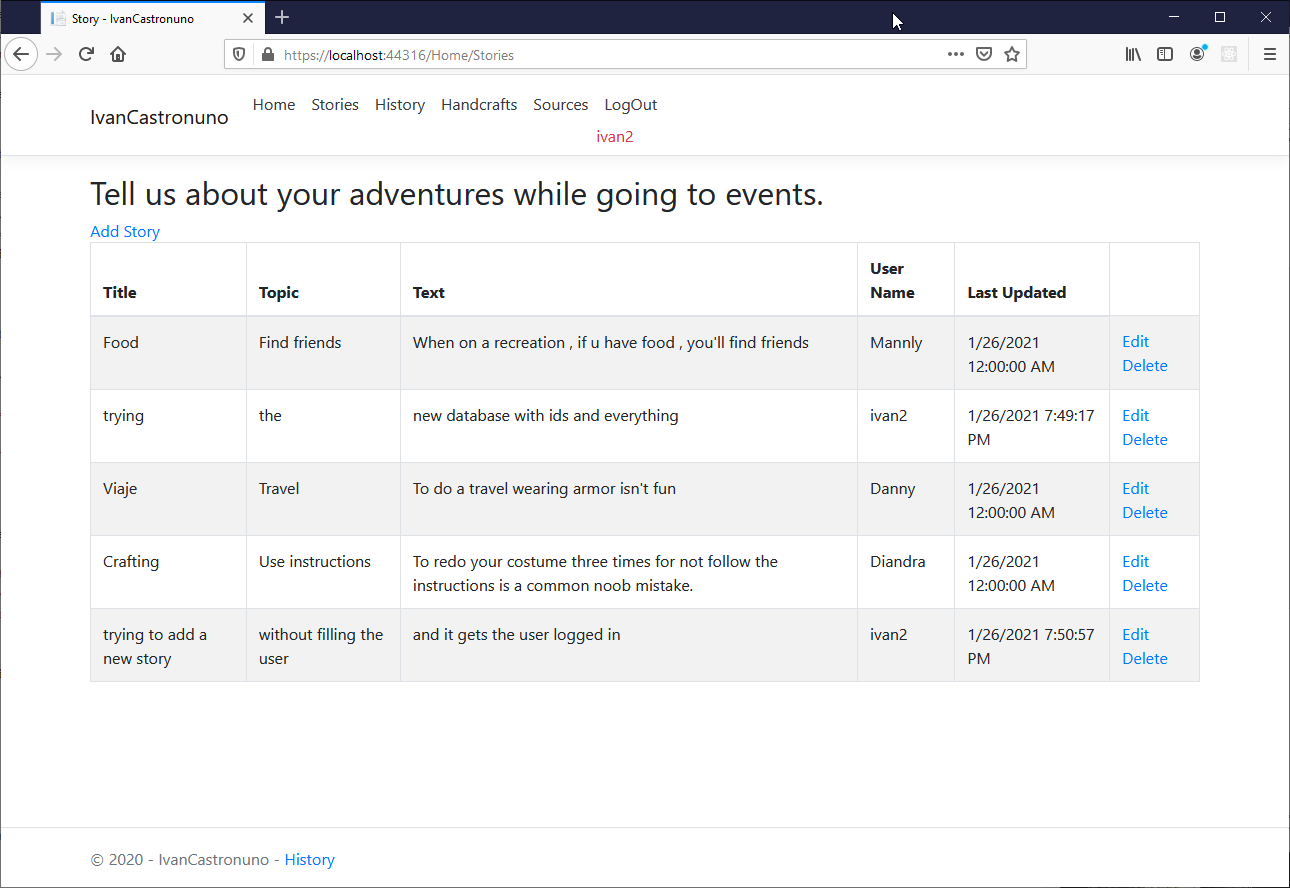 Story - IvanCastronuno
https://localhost:44316/Home/Stories
IvanCastronuno
Home Stories History Handcrafts Sources LogOut
ivan2
Tell us about your adventures while going to events.
Add Story
Title Topic Text User Name Last Updated
Food Find friends When on a recreation , if u have food , you'll find friends Mannly 1/26/2021 12:00:00 AM Edit Delete
trying the new database with ids and everything ivan2 1/26/2021 7:49:17 PM Edit Delete
Viaje Travel To do a travel wearing armor isn't fun Danny 1/26/2021 12:00:00 AM Edit Delete
Crafting Use instructions To redo your costume three times for not follow the instructions is a common noob mistake. Diandra 1/26/2021 12:00:00 AM Edit Delete
trying to add a new story without filling the user and it gets the user logged in ivan2 1/26/2021 7:50:57 PM Edit Delete
© 2020 - IvanCastronuno - History